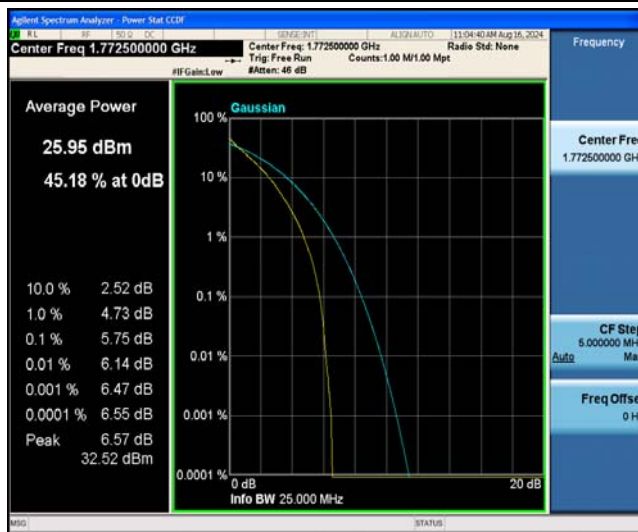 Agilent Spectrum Analyzer - Power Stat CCDF
RL RF 50 Ω DC SENSE:INT ALIGN AUTO 11:04:40 AM Aug 16, 2024
Center Freq 1.772500000 GHz
Center Freq: 1.772500000 GHz Radio Std: None
Trig: Free Run Counts:1.00 M/1.00 Mpt
#IFGain:Low #Atten: 46 dB
Frequency
Average Power
25.95 dBm
45.18 % at 0dB
10.0 % 2.52 dB
1.0 % 4.73 dB
0.1 % 5.75 dB
0.01 % 6.14 dB
0.001 % 6.47 dB
0.0001 % 6.55 dB
Peak 6.57 dB
32.52 dBm
Gaussian
100 %
10 %
1 %
0.1 %
0.01 %
0.001 %
0.0001 %
0 dB 20 dB
Info BW 25.000 MHz
Center Fre
1.772500000 GH
CF Ste
5.000000 MH
Auto Ma
Freq Offse
0 H
MSG STATUS